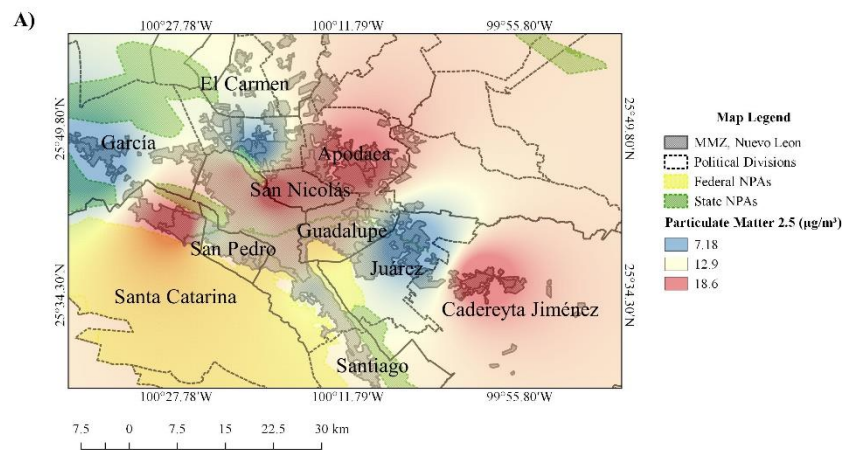 A)
100°27.78'W 100°11.79'W 99°55.80'W
25°49.80'N
25°34.30'N
El Carmen
García
Apodaca
San Nicolás
Guadalupe
San Pedro
Juárez
Santa Catarina
Cadereyta Jiménez
Santiago
25°49.80'N
25°34.30'N
100°27.78'W 100°11.79'W 99°55.80'W
7.5 0 7.5 15 22.5 30 km
Map Legend
MMZ, Nuevo Leon
Political Divisions
Federal NPAs
State NPAs
Particulate Matter 2.5 (µg/m³)
7.18
12.9
18.6